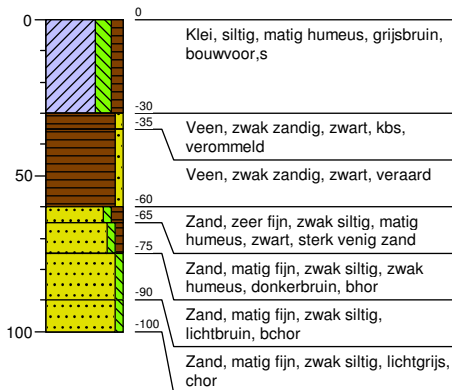 0
0
Klei, siltig, matig humeus, grijsbruin,
bouwvoor,s
-30
-35
Veen, zwak zandig, zwart, kbs,
verommeld
50
Veen, zwak zandig, zwart, veraard
-60
-65
Zand, zeer fijn, zwak siltig, matig
humeus, zwart, sterk venig zand
-75
Zand, matig fijn, zwak siltig, zwak
humeus, donkerbruin, bhor
-90
Zand, matig fijn, zwak siltig,
lichtbruin, bchor
100
-100
Zand, matig fijn, zwak siltig, lichtgrijs,
chor